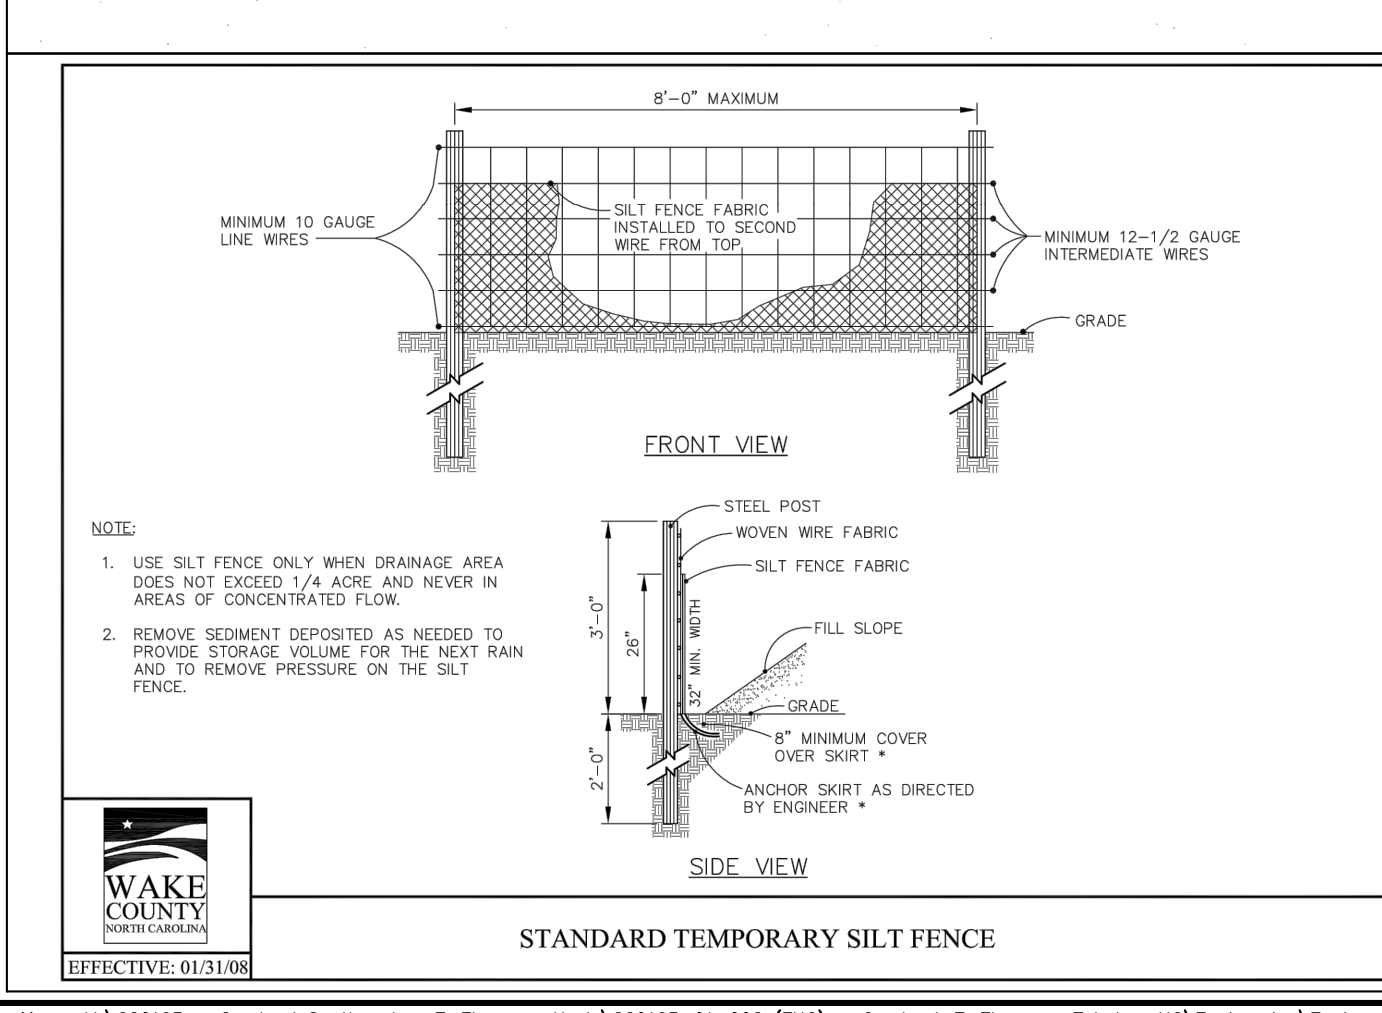 8'-0" MAXIMUM
SILT FENCE FABRIC
INSTALLED TO SECOND
WIRE FROM TOP
MINIMUM 10 GAUGE
LINE WIRES
MINIMUM 12-1/2 GAUGE
INTERMEDIATE WIRES
GRADE
FRONT VIEW
NOTE:
1. USE SILT FENCE ONLY WHEN DRAINAGE AREA
DOES NOT EXCEED 1/4 ACRE AND NEVER IN
AREAS OF CONCENTRATED FLOW.
2. REMOVE SEDIMENT DEPOSITED AS NEEDED TO
PROVIDE STORAGE VOLUME FOR THE NEXT RAIN
AND TO REMOVE PRESSURE ON THE SILT
FENCE.
STEEL POST
WOVEN WIRE FABRIC
SILT FENCE FABRIC
3'-0"
26"
32" MIN. WIDTH
FILL SLOPE
GRADE
8" MINIMUM COVER
OVER SKIRT *
2'-0"
ANCHOR SKIRT AS DIRECTED
BY ENGINEER *
SIDE VIEW
WAKE
COUNTY
NORTH CAROLINA
EFFECTIVE: 01/31/08
STANDARD TEMPORARY SILT FENCE